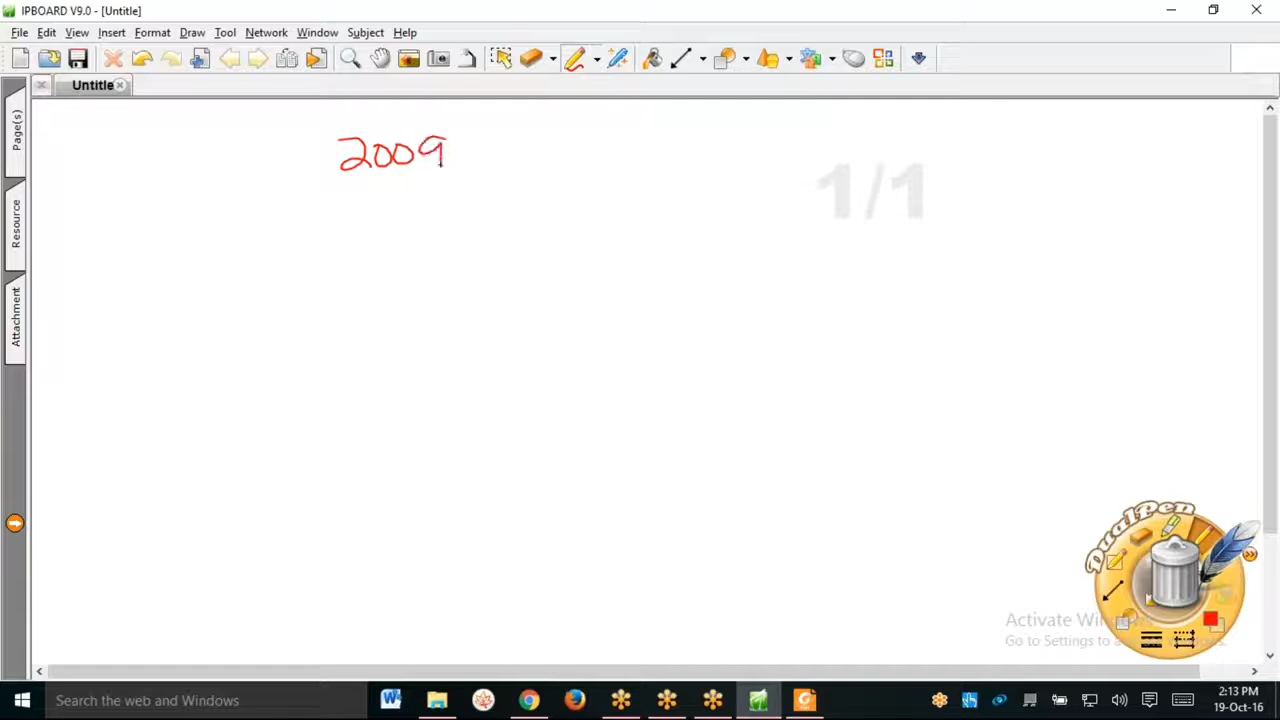 IPBOARD V9.0 - [Untitle]
File Edit View Insert Format Draw Tool Network Window Subject Help
Untitle
Page(s)
Resource
Attachment
2009
1/1
DualPen
Activate Win
Go to Settings to a
Search the web and Windows
2:13 PM
19-Oct-16